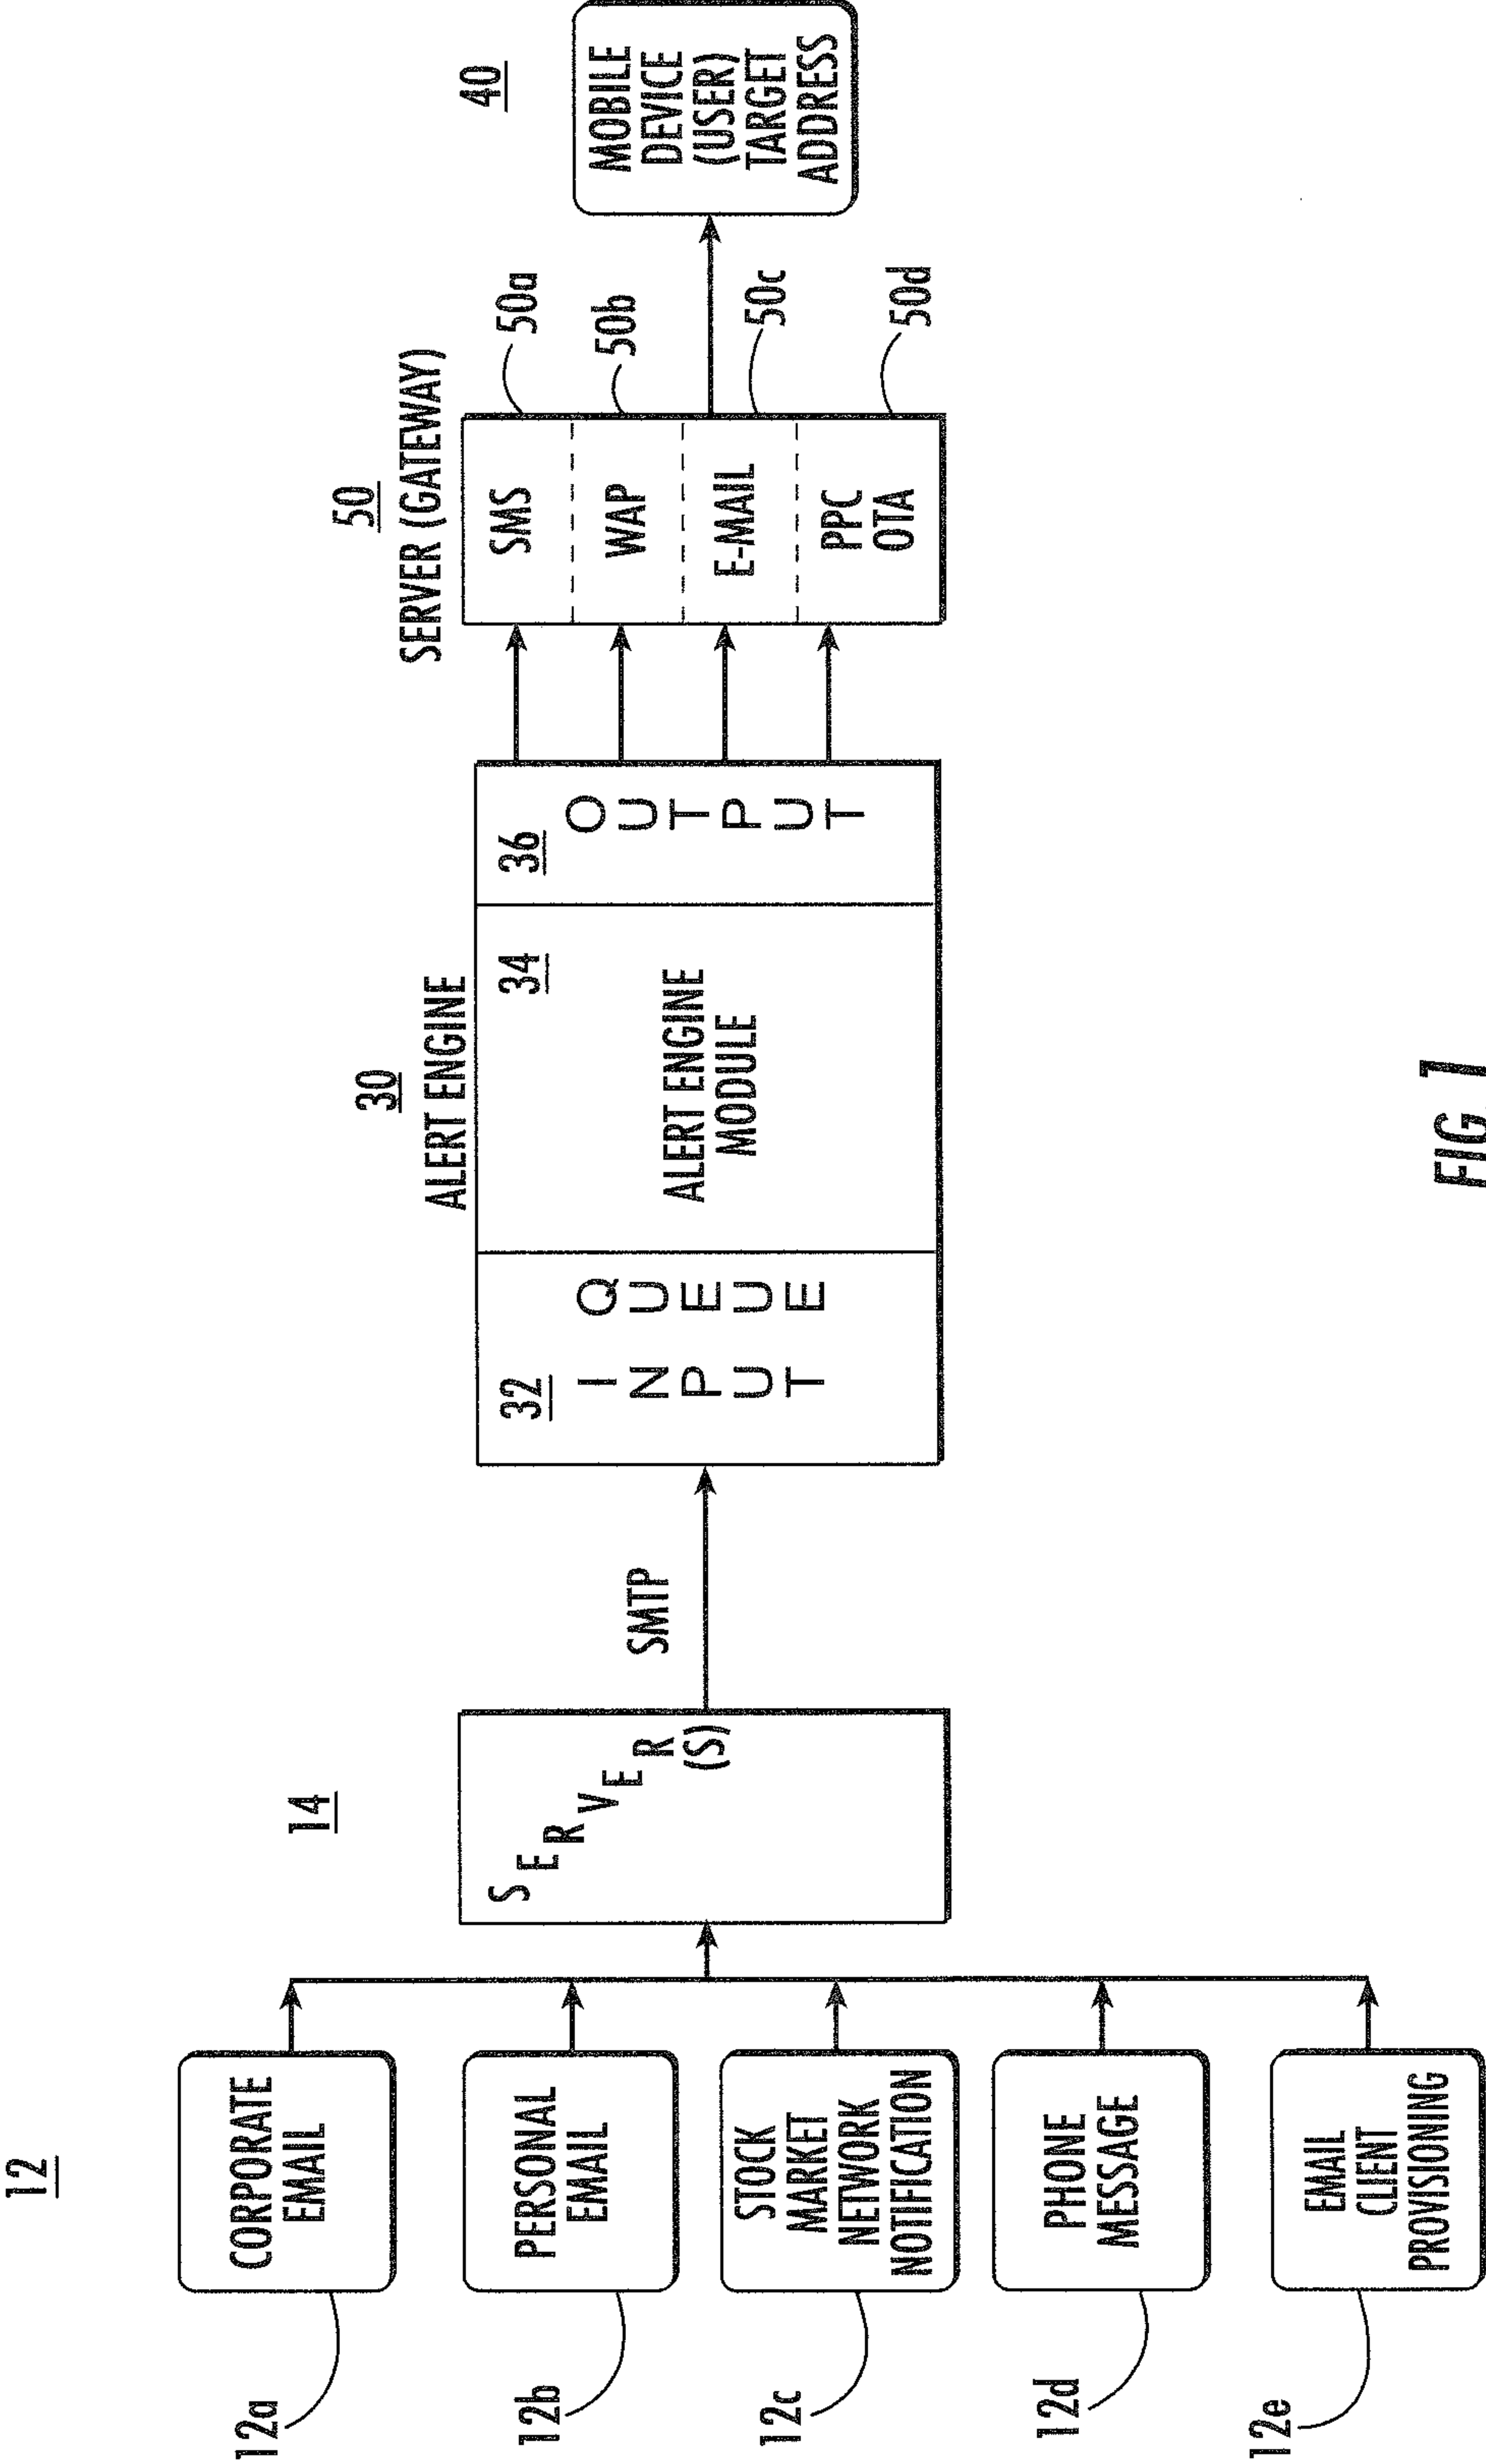 12
12a
CORPORATE
EMAIL
12b
PERSONAL
EMAIL
12c
STOCK
MARKET
NETWORK
NOTIFICATION
12d
PHONE
MESSAGE
12e
EMAIL
CLIENT
PROVISIONING
14
SERVER
(S)
SMTP
30
ALERT ENGINE
32
INPUT QUEUE
34
ALERT ENGINE
MODULE
36
OUTPUT
50
SERVER (GATEWAY)
SMS
50a
WAP
50b
E-MAIL
50c
PPC
OTA
50d
40
MOBILE
DEVICE
(USER)
TARGET
ADDRESS
FIG. 1